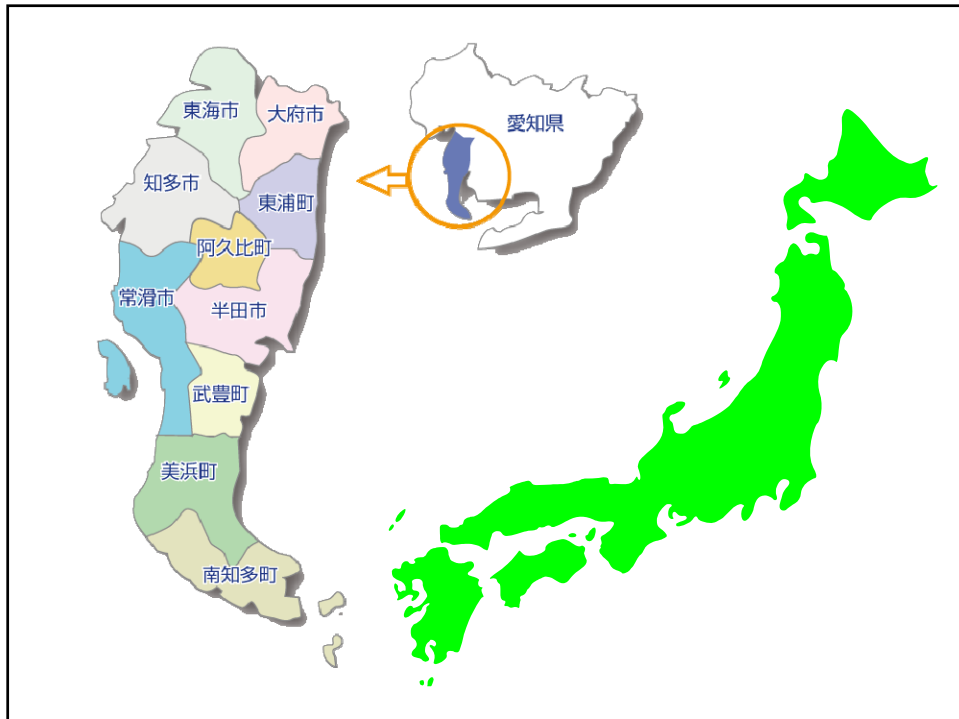 東海市
大府市
愛知県
知多市
東浦町
阿久比町
常滑市
半田市
武豊町
美浜町
南知多町